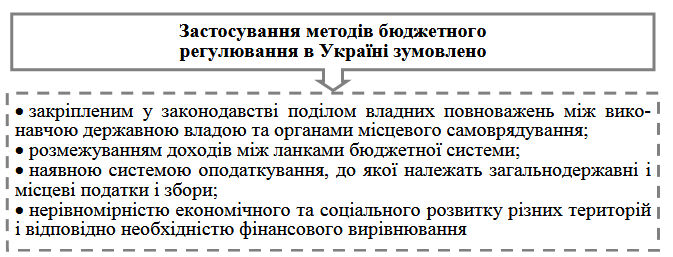 Застосування методів бюджетного
регулювання в Україні зумовлено
• закріпленим у законодавстві поділом владних повноважень між вико-
навчою державною владою та органами місцевого самоврядування;
• розмежуванням доходів між ланками бюджетної системи;
• наявною системою оподаткування, до якої належать загальнодержавні і
місцеві податки і збори;
• нерівномірністю економічного та соціального розвитку різних територій
і відповідно необхідністю фінансового вирівнювання